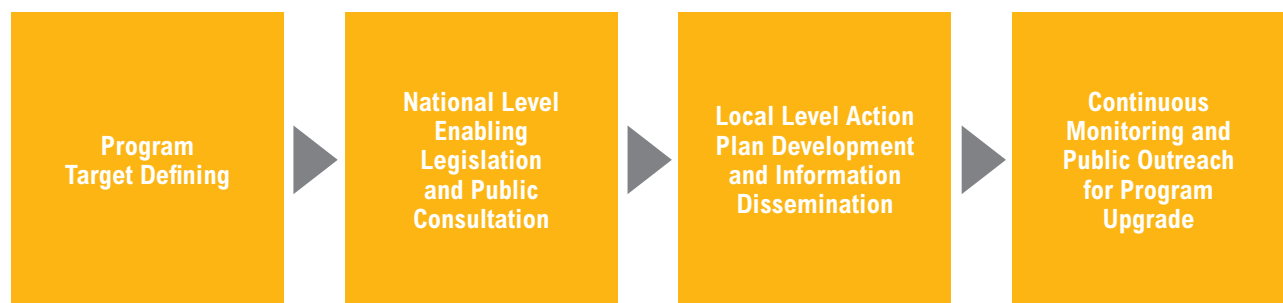 Program
Target Defining
National Level
Enabling
Legislation
and Public
Consultation
Local Level Action
Plan Development
and Information
Dissemination
Continuous
Monitoring and
Public Outreach
for Program
Upgrade